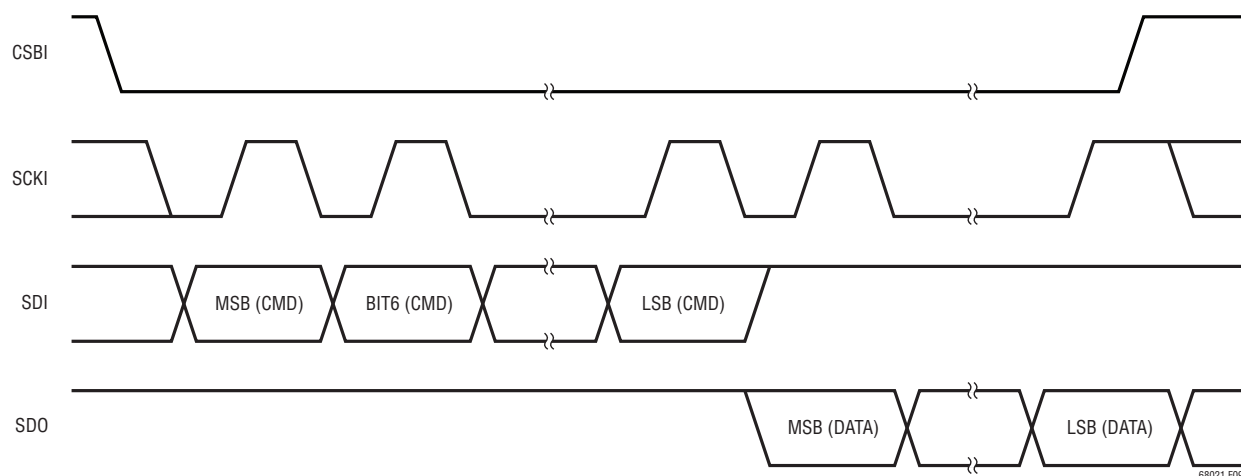 CSBI
SCKI
SDI
MSB (CMD)
BIT6 (CMD)
LSB (CMD)
SDO
MSB (DATA)
LSB (DATA)